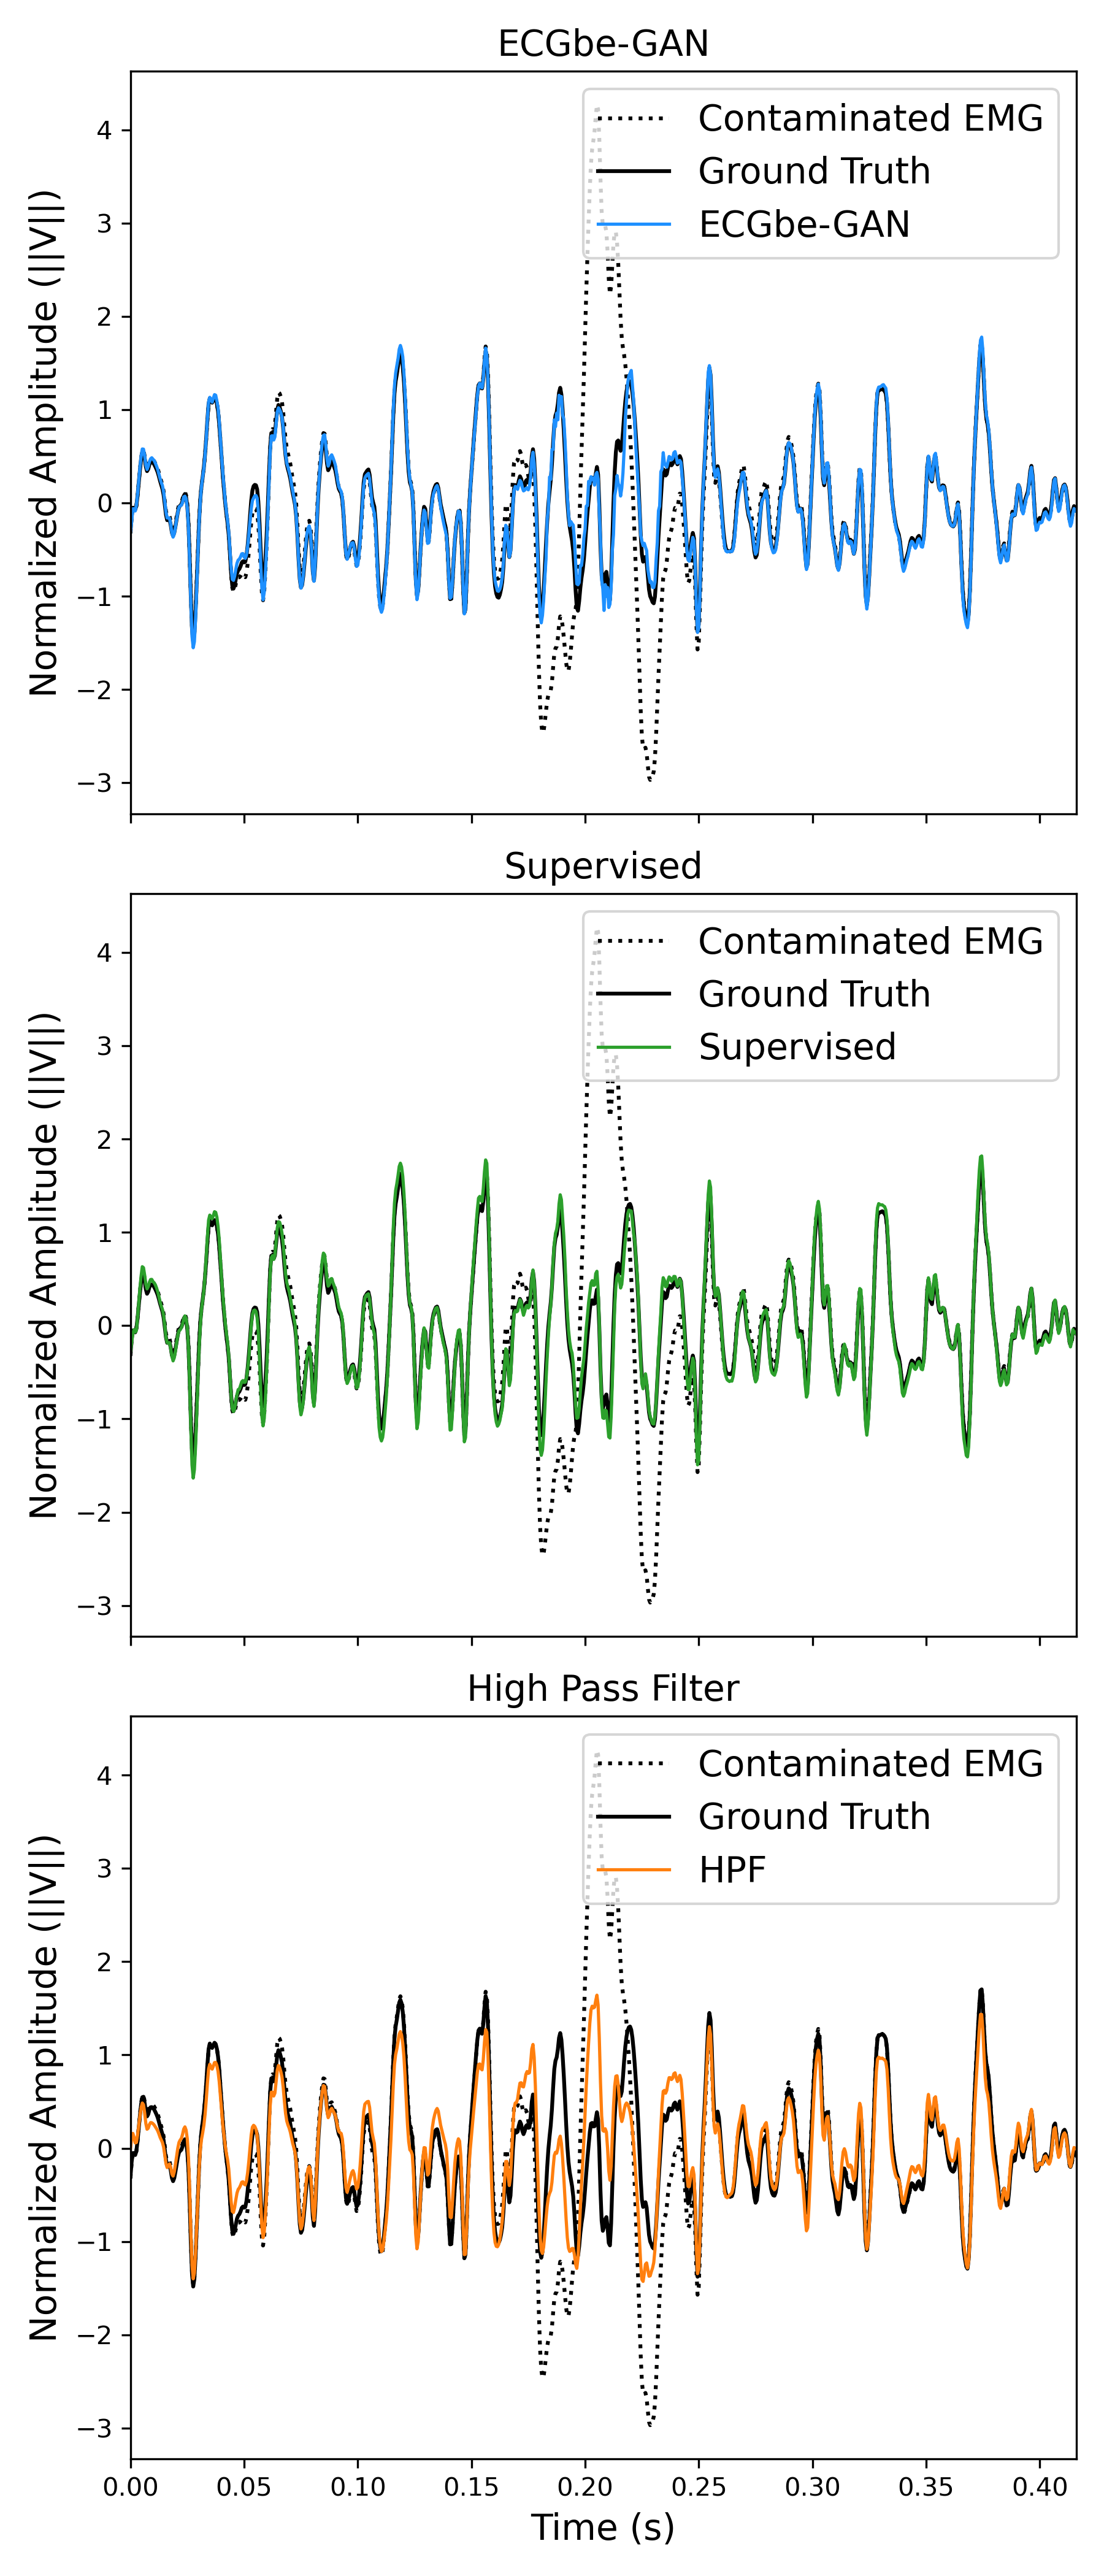 ECGbe-GAN
Contaminated EMG
Ground Truth
ECGbe-GAN
Normalized Amplitude (||V||)
4
3
2
1
0
−1
−2
−3
Supervised
Contaminated EMG
Ground Truth
Supervised
Normalized Amplitude (||V||)
4
3
2
1
0
−1
−2
−3
High Pass Filter
Contaminated EMG
Ground Truth
HPF
Normalized Amplitude (||V||)
4
3
2
1
0
−1
−2
−3
0.00 0.05 0.10 0.15 0.20 0.25 0.30 0.35 0.40
Time (s)